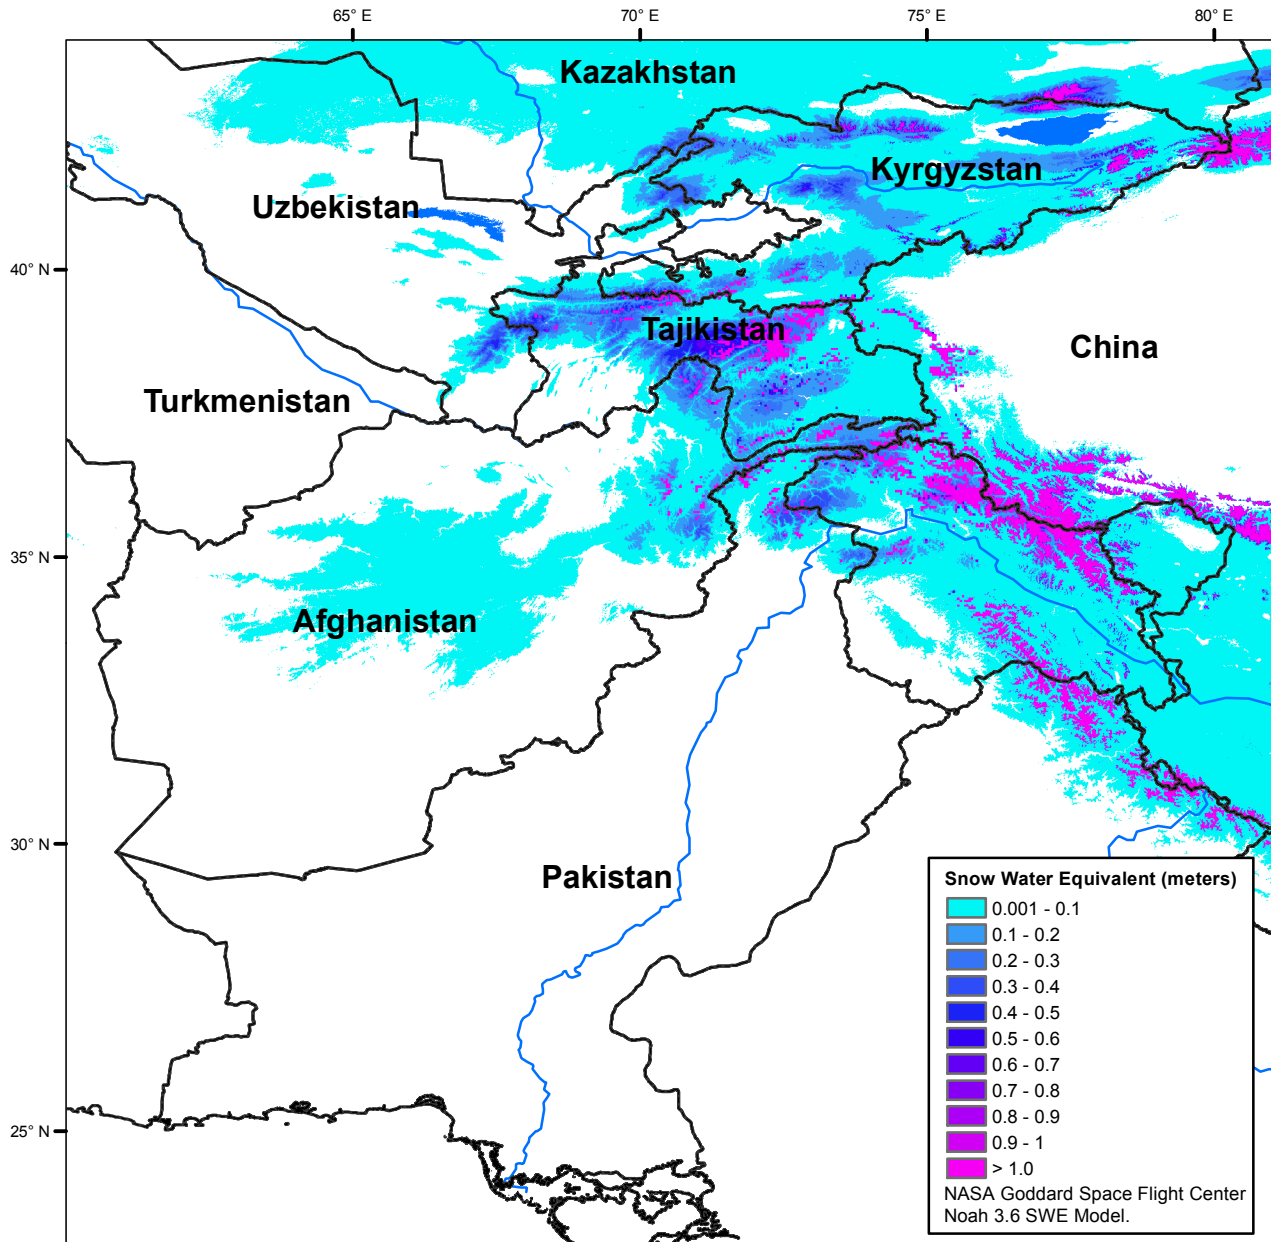 65° E
70° E
75° E
80° E
Kazakhstan
Kyrgyzstan
Uzbekistan
40° N
Tajikistan
China
Turkmenistan
35° N
Afghanistan
30° N
Pakistan
Snow Water Equivalent (meters)
0.001 - 0.1
0.1 - 0.2
0.2 - 0.3
0.3 - 0.4
0.4 - 0.5
0.5 - 0.6
0.6 - 0.7
0.7 - 0.8
0.8 - 0.9
0.9 - 1
> 1.0
NASA Goddard Space Flight Center
Noah 3.6 SWE Model.
25° N